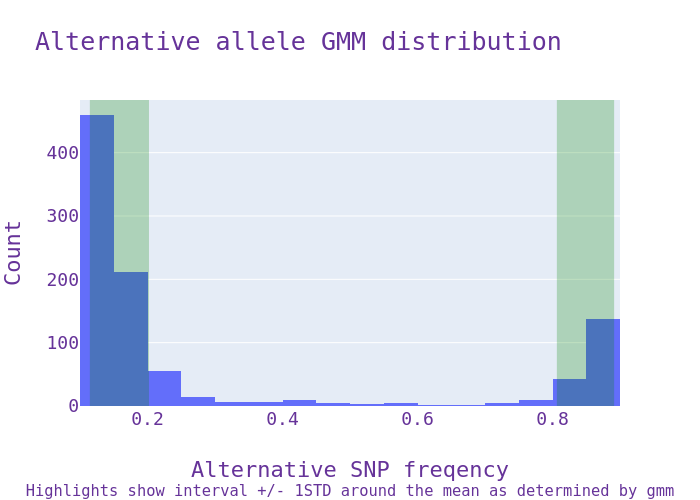 Alternative allele GMM distribution
Count
400
300
200
100
0
0.2
0.4
0.6
0.8
Alternative SNP freqency
Highlights show interval +/- 1STD around the mean as determined by gmm